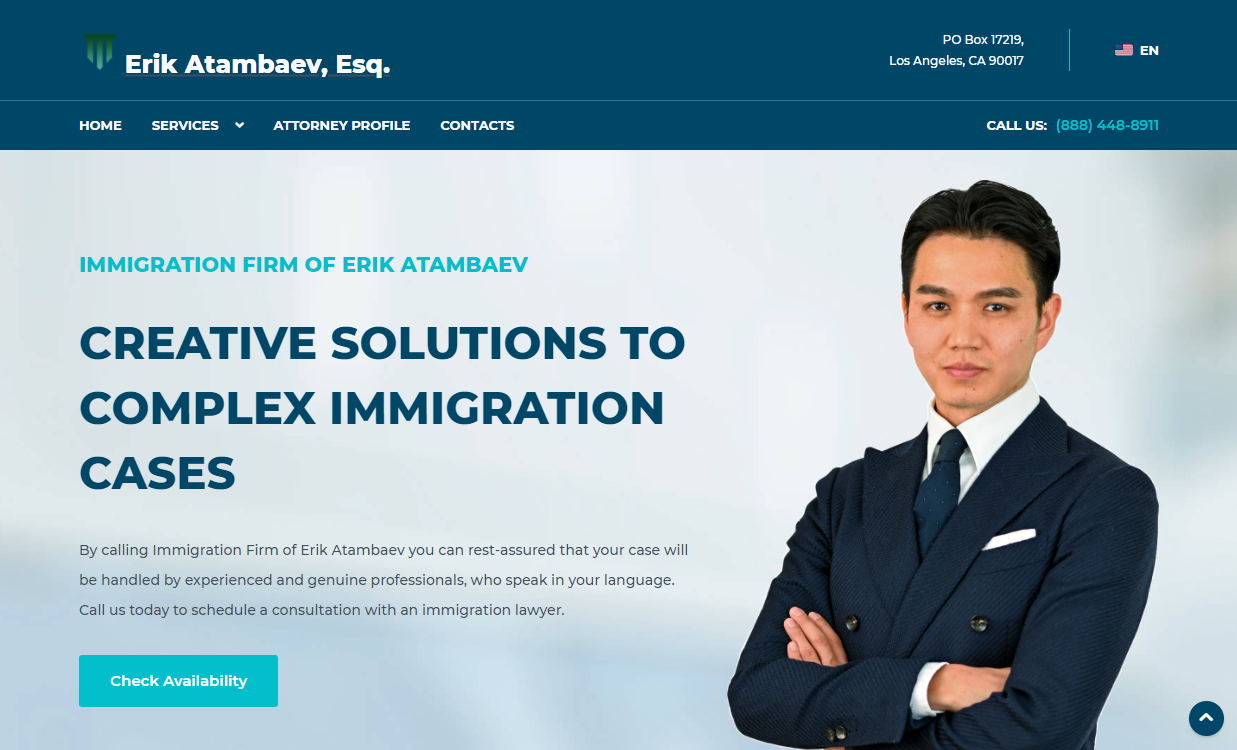 Erik Atambaev, Esq.
PO Box 17219,
Los Angeles, CA 90017
EN
HOME
SERVICES
ATTORNEY PROFILE
CONTACTS
CALL US: (888) 448-8911
IMMIGRATION FIRM OF ERIK ATAMBAEV
CREATIVE SOLUTIONS TO
COMPLEX IMMIGRATION
CASES
By calling Immigration Firm of Erik Atambaev you can rest-assured that your case will
be handled by experienced and genuine professionals, who speak in your language.
Call us today to schedule a consultation with an immigration lawyer.
Check Availability